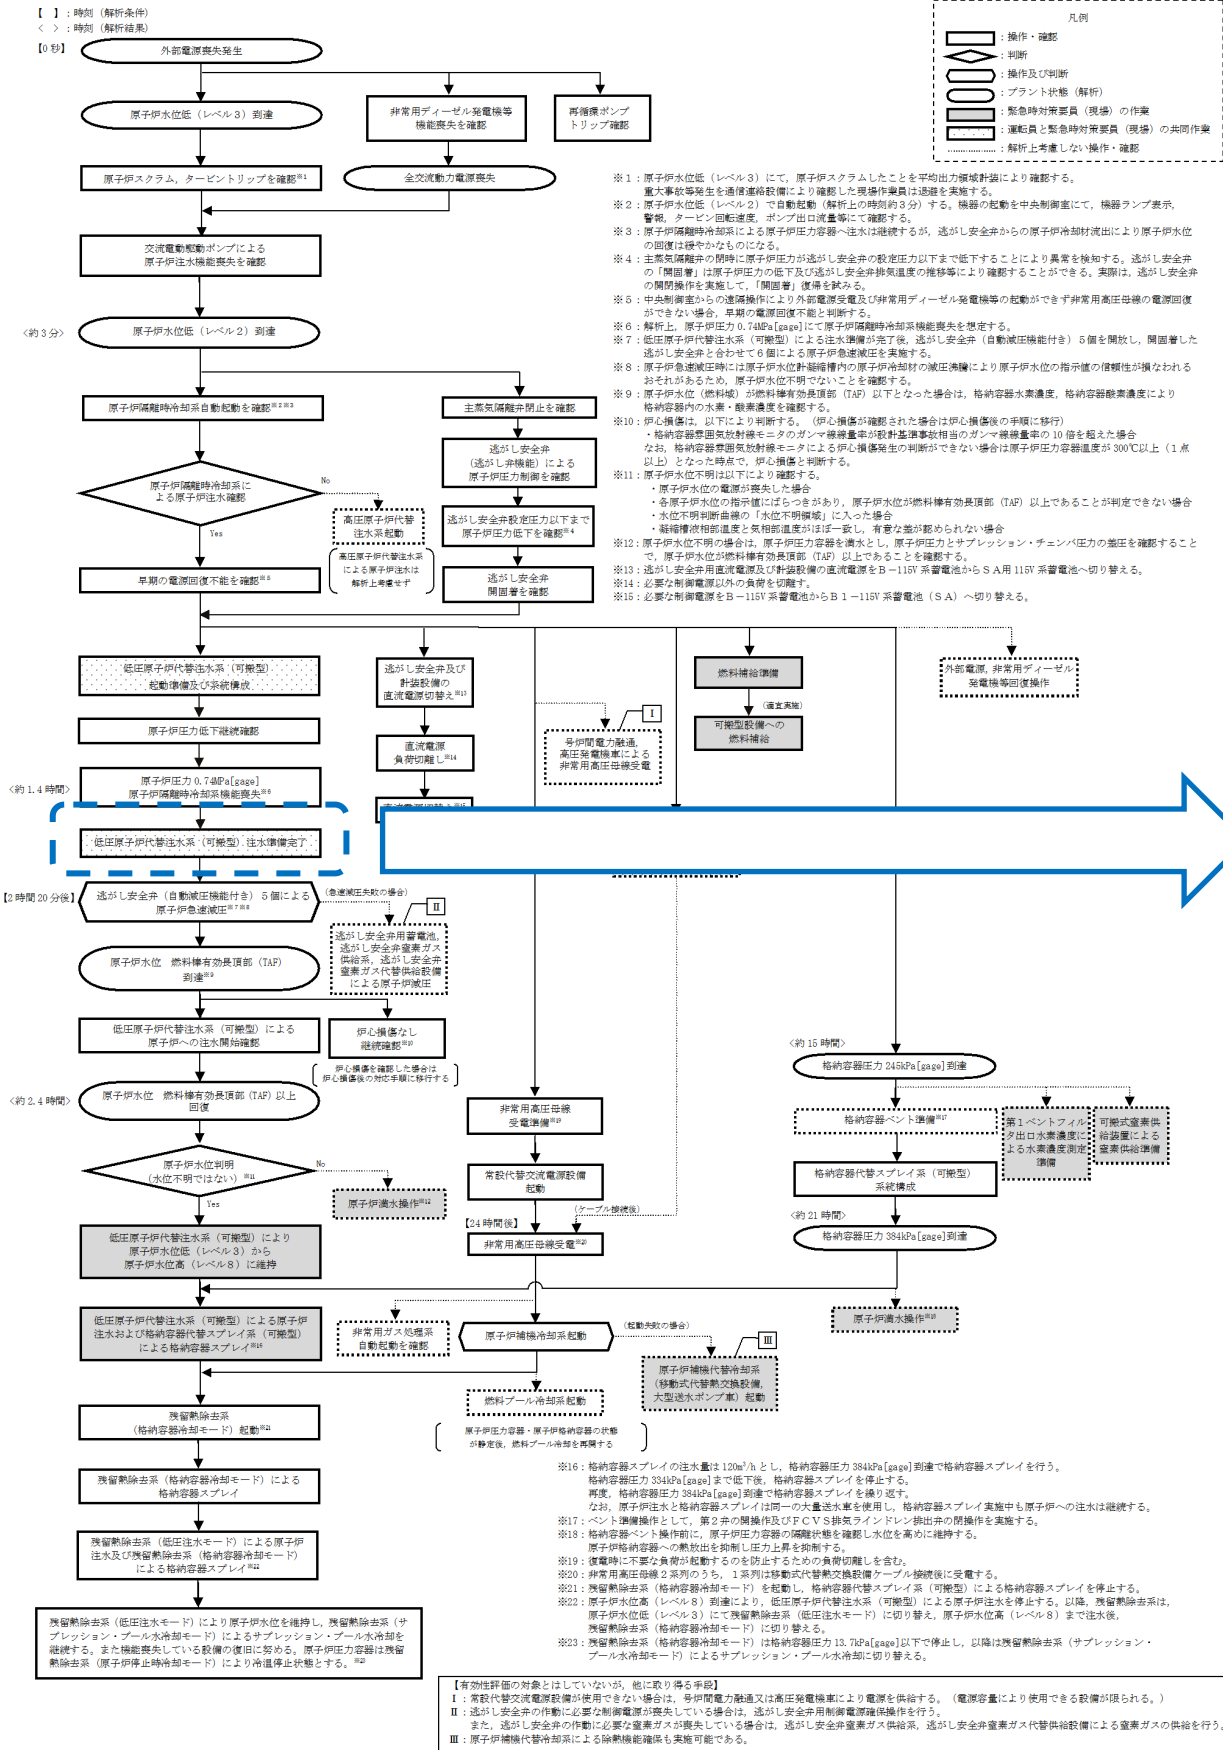 【　】：時刻（解析条件）
＜　＞：時刻（解析結果）
【0秒】
外部電源喪失発生
凡例
：操作・確認
：判断
：操作及び判断
：プラント状態（解析）
：緊急時対策要員（現場）の作業
：運転員と緊急時対策要員（現場）の共同作業
：解析上考慮しない操作・確認
原子炉水位低（レベル３）到達
非常用ディーゼル発電機等
機能喪失を確認
再循環ポンプ
トリップ確認
原子炉スクラム，タービントリップを確認※1
全交流動力電源喪失
交流電動駆動ポンプによる
原子炉注水機能喪失を確認
＜約３分＞
原子炉水位低（レベル２）到達
原子炉隔離時冷却系自動起動を確認※2※3
主蒸気隔離弁閉止を確認
逃がし安全弁
（逃がし弁機能）による
原子炉圧力制御を確認
原子炉隔離時冷却系に
よる原子炉注水確認
No
Yes
高圧原子炉代替
注水系起動
高圧原子炉代替注水系
による原子炉注水は
解析上考慮せず
逃がし安全弁設定圧力以下まで
原子炉圧力低下を確認※4
早期の電源回復不能を確認※5
逃がし安全弁
開固着を確認
※１：原子炉水位低（レベル３）にて，原子炉スクラムしたことを平均出力領域計装により確認する。
重大事故等発生を通信連絡設備により確認した現場作業員は退避を実施する。
※２：原子炉水位低（レベル２）で自動起動（解析上の時刻約３分）する。機器の起動を中央制御室にて，機器ランプ表示，
警報，タービン回転速度，ポンプ出口流量等にて確認する。
※３：原子炉隔離時冷却系による原子炉圧力容器へ注水は継続するが，逃がし安全弁からの原子炉冷却材流出により原子炉水位
の回復は緩やかなものになる。
※４：主蒸気隔離弁の閉時に原子炉圧力が逃がし安全弁の設定圧力以下まで低下することにより異常を検知する。逃がし安全弁
の「開固着」は原子炉圧力の低下及び逃がし安全弁排気温度の推移等により確認することができる。実際は，逃がし安全弁
の開閉操作を実施して，「開固着」復帰を試みる。
※５：中央制御室からの遠隔操作により外部電源受電及び非常用ディーゼル発電機等の起動ができず非常用高圧母線の電源回復
ができない場合，早期の電源回復不能と判断する。
※６：解析上，原子炉圧力0.74MPa[gage]にて原子炉隔離時冷却系機能喪失を想定する。
※７：低圧原子炉代替注水系（可搬型）による注水準備が完了後，逃がし安全弁（自動減圧機能付き）５個を開放し，開固着した
逃がし安全弁と合わせて６個による原子炉急速減圧を実施する。
※８：原子炉急速減圧時には原子炉水位計凝縮槽内の原子炉冷却材の減圧沸騰により原子炉水位の指示値の信頼性が損なわれる
おそれがあるため，原子炉水位不明でないことを確認する。
※９：原子炉水位（燃料域）が燃料棒有効長頂部（TAF）以下となった場合は，格納容器水素濃度，格納容器酸素濃度により
格納容器内の水素・酸素濃度を確認する。
※10：炉心損傷は，以下により判断する。（炉心損傷が確認された場合は炉心損傷後の手順に移行）
・格納容器雰囲気放射線モニタのガンマ線線量率が設計基準事故相当のガンマ線線量率の10倍を超えた場合
なお，格納容器雰囲気放射線モニタによる炉心損傷発生の判断ができない場合は原子炉圧力容器温度が300℃以上（１点
以上）となった時点で，炉心損傷と判断する。
※11：原子炉水位不明は以下により確認する。
・原子炉水位の電源が喪失した場合
・各原子炉水位の指示値にばらつきがあり，原子炉水位が燃料棒有効長頂部（TAF）以上であることが判定できない場合
・水位不明判断曲線の「水位不明領域」に入った場合
・凝縮槽液相部温度と気相部温度がほぼ一致し，有意な差が認められない場合
※12：原子炉水位不明の場合は，原子炉圧力容器を満水とし，原子炉圧力とサプレッション・チェンバ圧力の差圧を確認すること
で，原子炉水位が燃料棒有効長頂部（TAF）以上であることを確認する。
※13：逃がし安全弁用直流電源及び計装設備の直流電源をＢ－115V系蓄電池からＳＡ用115V系蓄電池へ切り替える。
※14：必要な制御電源以外の負荷を切離す。
※15：必要な制御電源をＢ－115V系蓄電池からＢ１－115V系蓄電池（ＳＡ）へ切り替える。
低圧原子炉代替注水系（可搬型）
起動準備及び系統構成
逃がし安全弁及び
計装設備の
直流電源切替え※13
燃料補給準備
外部電源，非常用ディーゼル
発電機等回復操作
（適宜実施）
可搬型設備への
燃料補給
Ⅰ
号炉間電力融通，
高圧発電機車による
非常用高圧母線受電
原子炉圧力低下継続確認
直流電源
負荷切離し※14
＜約1.4時間＞
原子炉圧力0.74MPa[gage]
原子炉隔離時冷却系機能喪失※6
低圧原子炉代替注水系（可搬型）注水準備完了
【２時間20分後】
逃がし安全弁（自動減圧機能付き）５個による
原子炉急速減圧※7※8
（急速減圧失敗の場合）
Ⅱ
逃がし安全弁用蓄電池，
逃がし安全弁窒素ガス
供給系，逃がし安全弁
窒素ガス代替供給設備
による原子炉減圧
原子炉水位　燃料棒有効長頂部（TAF）
到達※9
低圧原子炉代替注水系（可搬型）による
原子炉への注水開始確認
炉心損傷なし
継続確認※10
炉心損傷を確認した場合は
炉心損傷後の対応手順に移行する
＜約2.4時間＞
原子炉水位　燃料棒有効長頂部（TAF）以上
回復
＜約15時間＞
格納容器圧力245kPa[gage]到達
非常用高圧母線
受電準備※19
格納容器ベント準備※17
第１ベントフィル
タ出口水素濃度に
よる水素濃度測定
準備
可搬式窒素供
給装置による
窒素供給準備
原子炉水位判明
（水位不明ではない）※11
No
Yes
原子炉満水操作※12
常設代替交流電源設備
起動
格納容器代替スプレイ系（可搬型）
系統構成
（ケーブル接続後）
【24時間後】
非常用高圧母線受電※20
＜約21時間＞
格納容器圧力384kPa[gage]到達
低圧原子炉代替注水系（可搬型）により
原子炉水位低（レベル３）から
原子炉水位高（レベル８）に維持
低圧原子炉代替注水系（可搬型）による原子炉
注水および格納容器代替スプレイ系（可搬型）
による格納容器スプレイ※16
非常用ガス処理系
自動起動を確認
原子炉補機冷却系起動
（起動失敗の場合）
Ⅲ
原子炉満水操作※18
原子炉補機代替冷却系
（移動式代替熱交換設備，
大型送水ポンプ車）起動
燃料プール冷却系起動
原子炉圧力容器・原子炉格納容器の状態
が静定後，燃料プール冷却を再開する
残留熱除去系
（格納容器冷却モード）起動※21
残留熱除去系（格納容器冷却モード）による
格納容器スプレイ
残留熱除去系（低圧注水モード）による原子炉
注水及び残留熱除去系（格納容器冷却モード）
による格納容器スプレイ※22
残留熱除去系（低圧注水モード）により原子炉水位を維持し，残留熱除去系（サ
プレッション・プール水冷却モード）によるサプレッション・プール水冷却を
継続する。また機能喪失している設備の復旧に努める。原子炉圧力容器は残留
熱除去系（原子炉停止時冷却モード）により冷温停止状態とする。※23
※16：格納容器スプレイの注水量は120m³/hとし，格納容器圧力384kPa[gage]到達で格納容器スプレイを行う。
格納容器圧力334kPa[gage]まで低下後，格納容器スプレイを停止する。
再度，格納容器圧力384kPa[gage]到達で格納容器スプレイを繰り返す。
なお，原子炉注水と格納容器スプレイは同一の大量送水車を使用し，格納容器スプレイ実施中も原子炉への注水は継続する。
※17：ベント準備操作として，第２弁の開操作及びＦＣＶＳ排気ラインドレン排出弁の閉操作を実施する。
※18：格納容器ベント操作前に，原子炉圧力容器の隔離状態を確認し水位を高めに維持する。
原子炉格納容器への熱放出を抑制し圧力上昇を抑制する。
※19：復電時に不要な負荷が起動するのを防止するための負荷切離しを含む。
※20：非常用高圧母線２系列のうち，１系列は移動式代替熱交換設備ケーブル接続後に受電する。
※21：残留熱除去系（格納容器冷却モード）を起動し，格納容器代替スプレイ系（可搬型）による格納容器スプレイを停止する。
※22：原子炉水位高（レベル８）到達により，低圧原子炉代替注水系（可搬型）による原子炉注水を停止する。以降，残留熱除去系は，
原子炉水位低（レベル３）にて残留熱除去系（低圧注水モード）に切り替え，原子炉水位高（レベル８）まで注水後，
残留熱除去系（格納容器冷却モード）に切り替える。
※23：残留熱除去系（格納容器冷却モード）は格納容器圧力13.7kPa[gage]以下で停止し，以降は残留熱除去系（サプレッション・
プール水冷却モード）によるサプレッション・プール水冷却に切り替える。
【有効性評価の対象とはしていないが，他に取り得る手段】
Ⅰ：常設代替交流電源設備が使用できない場合は，号炉間電力融通又は高圧発電機車により電源を供給する。（電源容量により使用できる設備が限られる。）
Ⅱ：逃がし安全弁の作動に必要な制御電源が喪失している場合は，逃がし安全弁用制御電源確保操作を行う。
また，逃がし安全弁の作動に必要な窒素ガスが喪失している場合は，逃がし安全弁窒素ガス供給系，逃がし安全弁窒素ガス代替供給設備による窒素ガスの供給を行う。
Ⅲ：原子炉補機代替冷却系による除熱機能確保も実施可能である。